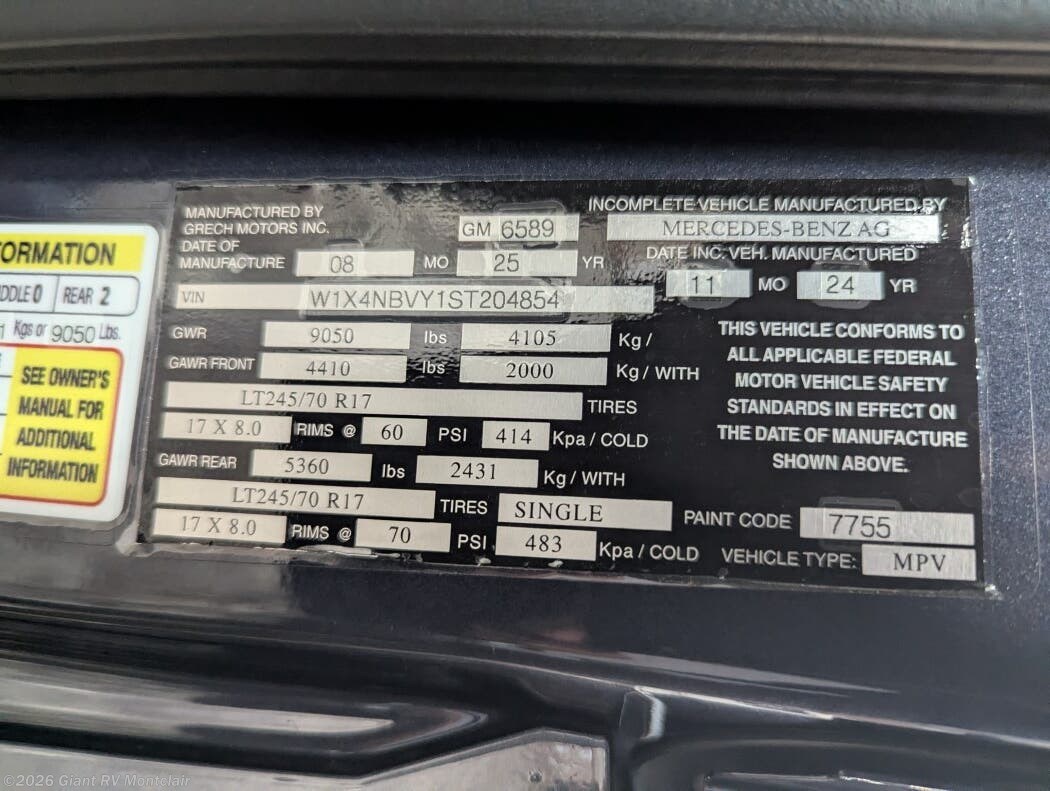 ORMATION
DDLE 0 REAR 2
Kgs or 9050 Lbs.
SEE OWNER'S
MANUAL FOR
ADDITIONAL
INFORMATION
MANUFACTURED BY
GRECH MOTORS INC.
GM 6589
DATE OF
MANUFACTURE 08 MO 25 YR
INCOMPLETE VEHICLE MANUFACTURED BY
MERCEDES-BENZ AG
DATE INC. VEH. MANUFACTURED
11 MO 24 YR
VIN W1X4NBVY1ST204854
GWR 9050 lbs 4105 Kg /
GAWR FRONT 4410 lbs 2000 Kg / WITH
LT245/70 R17 TIRES
17 X 8.0 RIMS @ 60 PSI 414 Kpa / COLD
GAWR REAR 5360 lbs 2431 Kg / WITH
LT245/70 R17 TIRES SINGLE
17 X 8.0 RIMS @ 70 PSI 483 Kpa / COLD
THIS VEHICLE CONFORMS TO
ALL APPLICABLE FEDERAL
MOTOR VEHICLE SAFETY
STANDARDS IN EFFECT ON
THE DATE OF MANUFACTURE
SHOWN ABOVE.
PAINT CODE 7755
VEHICLE TYPE: MPV
©2026 Giant RV Montclair